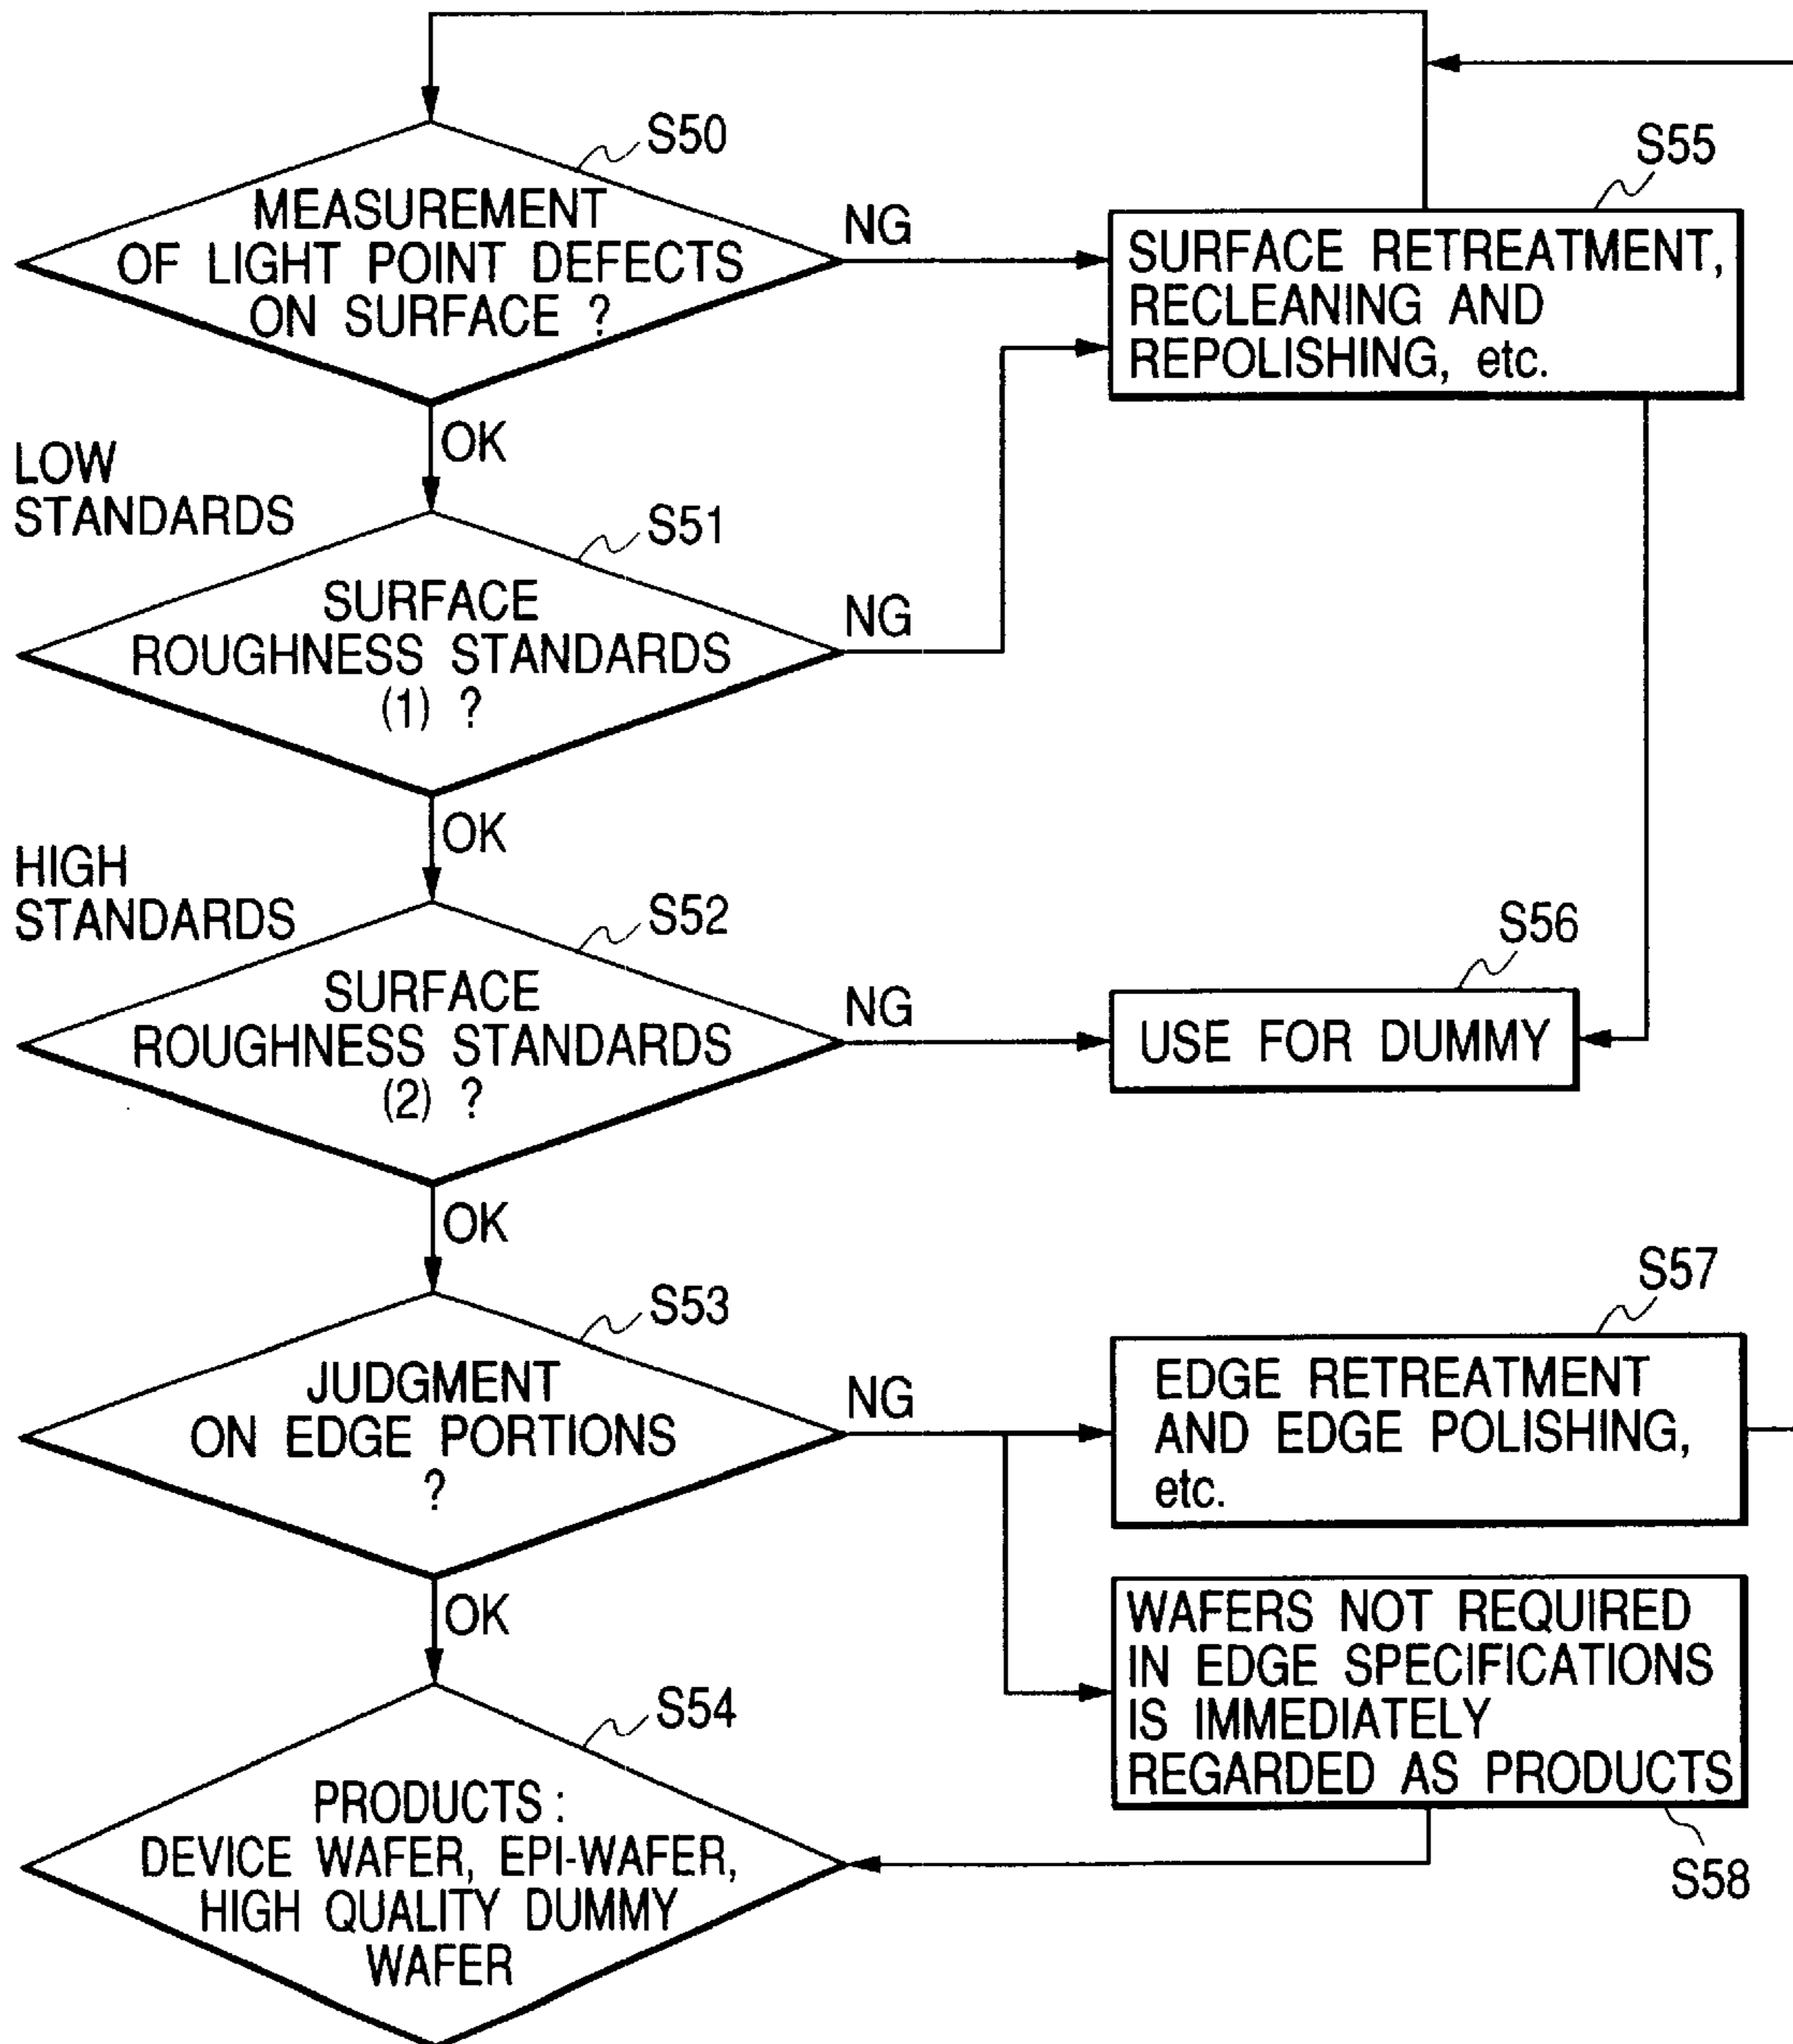 S50
MEASUREMENT
OF LIGHT POINT DEFECTS
ON SURFACE ?
NG
OK
S55
SURFACE RETREATMENT,
RECLEANING AND
REPOLISHING, etc.
LOW
STANDARDS
S51
SURFACE
ROUGHNESS STANDARDS
(1) ?
NG
OK
HIGH
STANDARDS
S52
SURFACE
ROUGHNESS STANDARDS
(2) ?
NG
OK
S56
USE FOR DUMMY
S53
JUDGMENT
ON EDGE PORTIONS
?
NG
OK
S57
EDGE RETREATMENT
AND EDGE POLISHING,
etc.
WAFERS NOT REQUIRED
IN EDGE SPECIFICATIONS
IS IMMEDIATELY
REGARDED AS PRODUCTS
S58
S54
PRODUCTS :
DEVICE WAFER, EPI-WAFER,
HIGH QUALITY DUMMY
WAFER